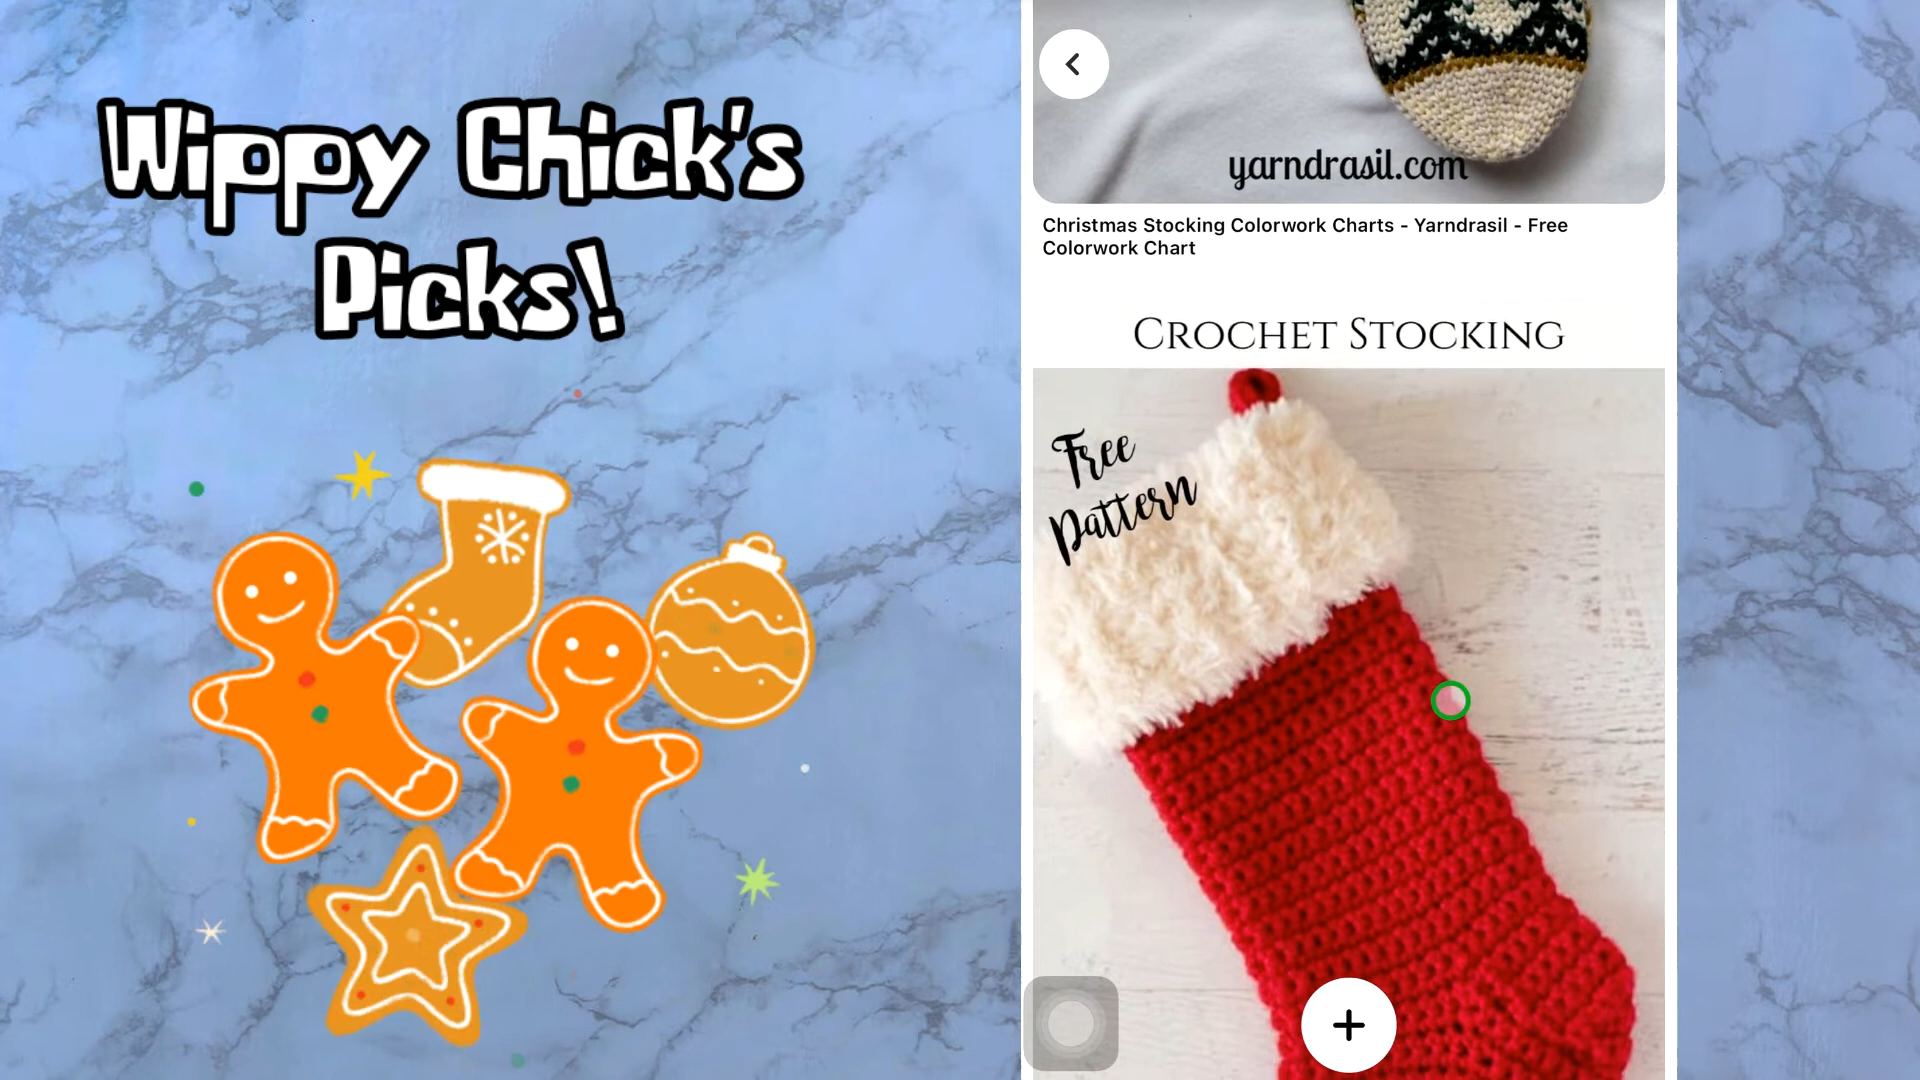 Wippy Chick's
Picks!
yarndrasil.com
Christmas Stocking Colorwork Charts - Yarndrasil - Free
Colorwork Chart
Crochet Stocking
Free
Pattern